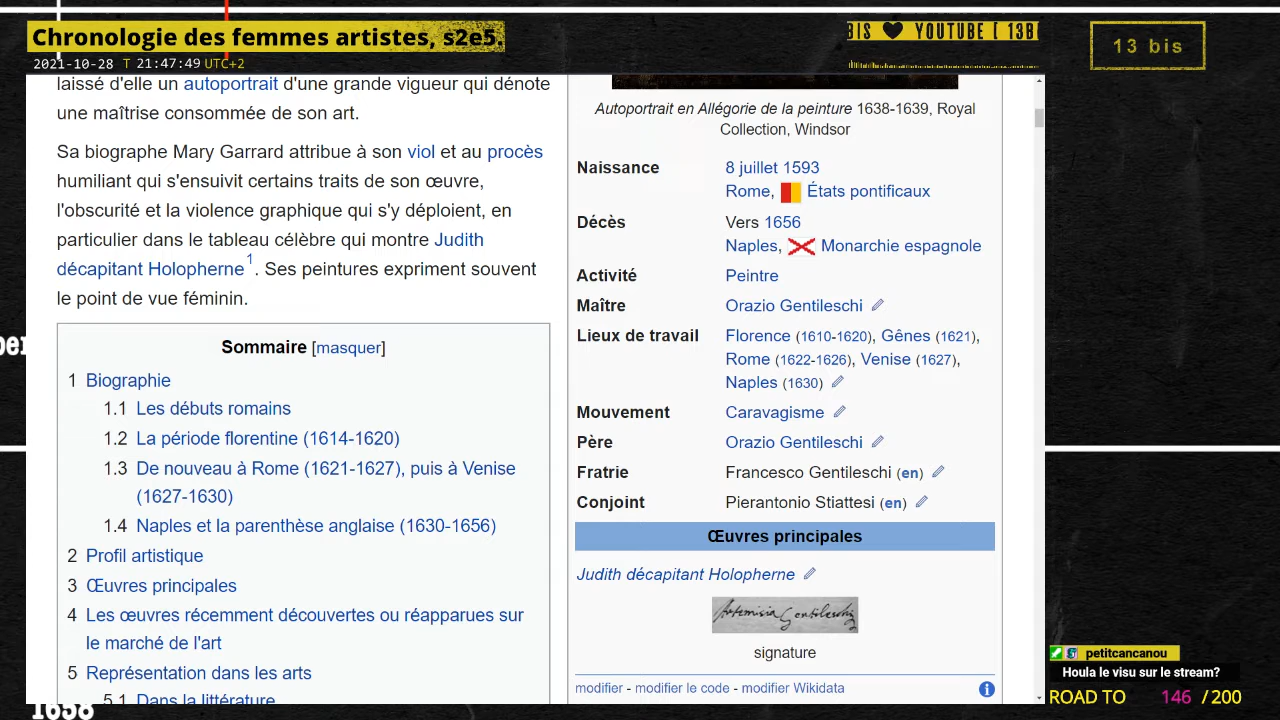 Chronologie des femmes artistes, s2e5.
2021-10-28 T 21:47:49 UTC+2
BIS ♥ YOUTUBE [ 13B
13 bis
laissé d'elle un autoportrait d'une grande vigueur qui dénote
une maîtrise consommée de son art.
Sa biographe Mary Garrard attribue à son viol et au procès
humiliant qui s'ensuivit certains traits de son œuvre,
l'obscurité et la violence graphique qui s'y déploient, en
particulier dans le tableau célèbre qui montre Judith
décapitant Holopherne1. Ses peintures expriment souvent
le point de vue féminin.
Sommaire [masquer]
1 Biographie
1.1 Les débuts romains
1.2 La période florentine (1614-1620)
1.3 De nouveau à Rome (1621-1627), puis à Venise
(1627-1630)
1.4 Naples et la parenthèse anglaise (1630-1656)
2 Profil artistique
3 Œuvres principales
4 Les œuvres récemment découvertes ou réapparues sur
le marché de l'art
5 Représentation dans les arts
5.1 Dans la littérature
Autoportrait en Allégorie de la peinture 1638-1639, Royal
Collection, Windsor
Naissance 8 juillet 1593
Rome, États pontificaux
Décès Vers 1656
Naples, Monarchie espagnole
Activité Peintre
Maître Orazio Gentileschi
Lieux de travail Florence (1610-1620), Gênes (1621),
Rome (1622-1626), Venise (1627),
Naples (1630)
Mouvement Caravagisme
Père Orazio Gentileschi
Fratrie Francesco Gentileschi (en)
Conjoint Pierantonio Stiattesi (en)
Œuvres principales
Judith décapitant Holopherne
Artemisia Gentileschi
signature
modifier - modifier le code - modifier Wikidata
petitcancanou
Houla le visu sur le stream?
ROAD TO 146 / 200
1658